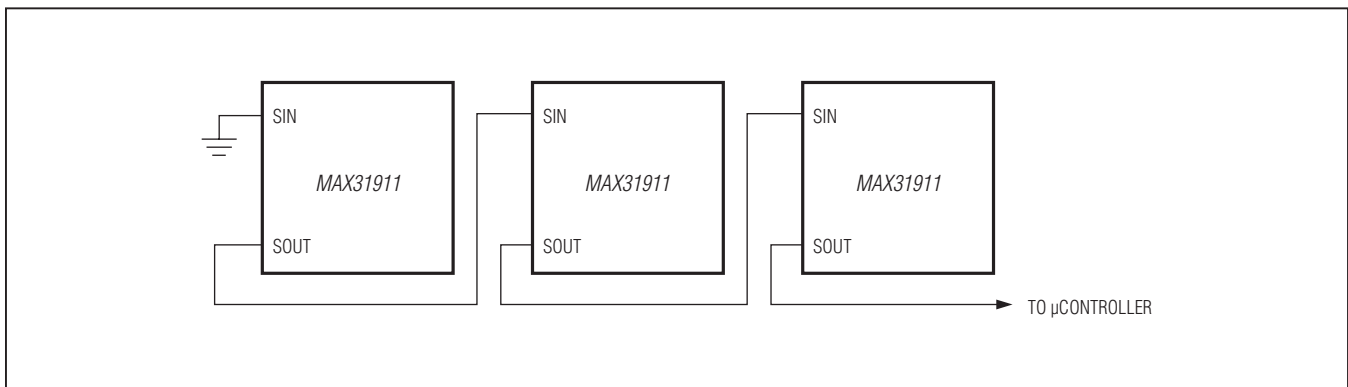 SIN
SIN
SIN
MAX31911
MAX31911
MAX31911
SOUT
SOUT
SOUT
TO µCONTROLLER